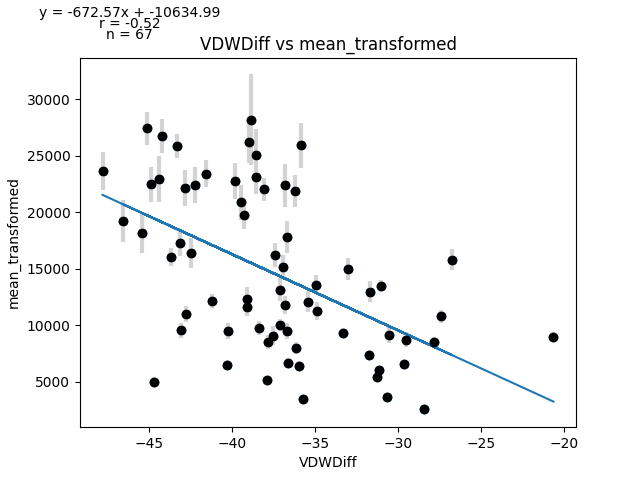 y = -672.57x + -10634.99
r = -0.52
n = 67
VDWDiff vs mean_transformed
30000
25000
20000
15000
10000
5000
mean_transformed
−45
−40
−35
−30
−25
−20
VDWDiff